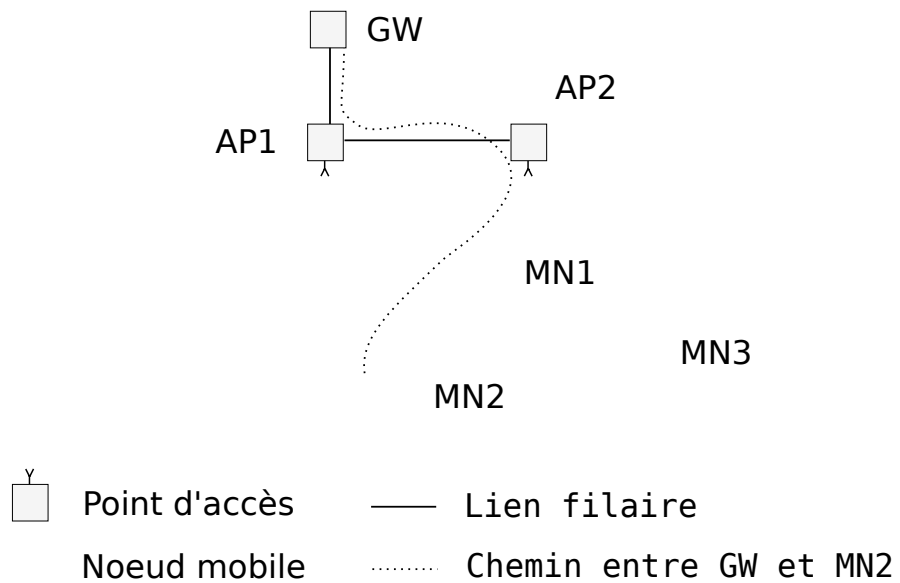 GW
AP2
AP1
MN1
MN3
MN2
Point d'accès
Lien filaire
Noeud mobile
Chemin entre GW et MN2